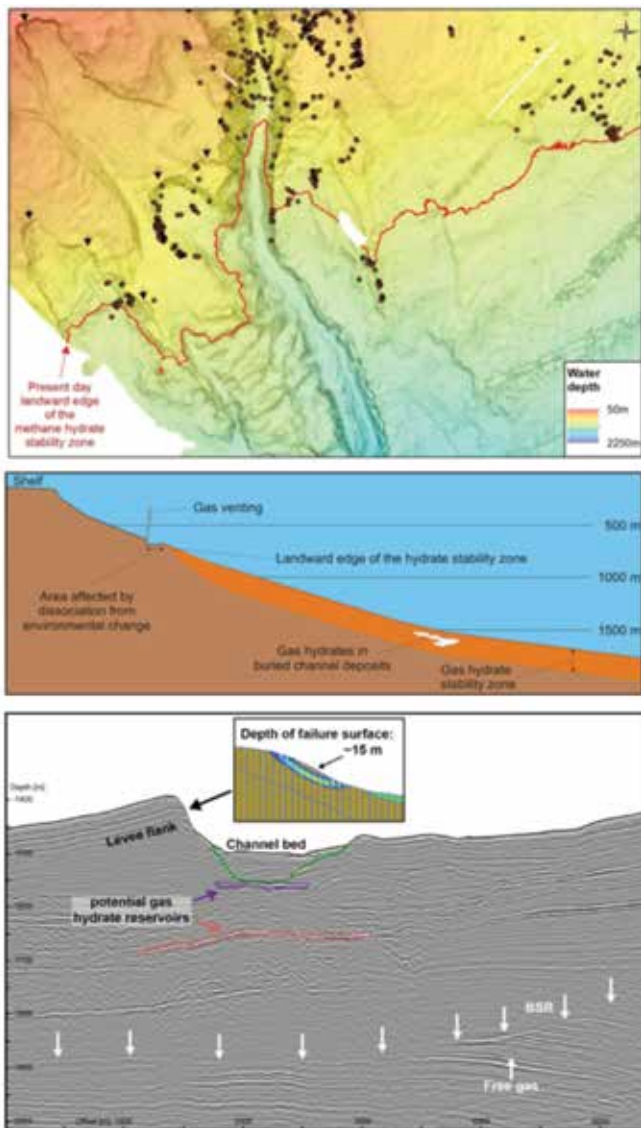 Present day
landward edge
of the
methane hydrate
stability zone
Water
depth
50m
2250m
Shelf
Gas venting
500 m
Landward edge of the hydrate stability zone
1000 m
Area affected by
dissociation from
environmental change
1500 m
Gas hydrates in
buried channel deposits
Gas hydrate
stability zone
Depth of failure surface:
~15 m
Depth [m]
Levee flank
Channel bed
potential gas
hydrate reservoirs
BSR
Free gas